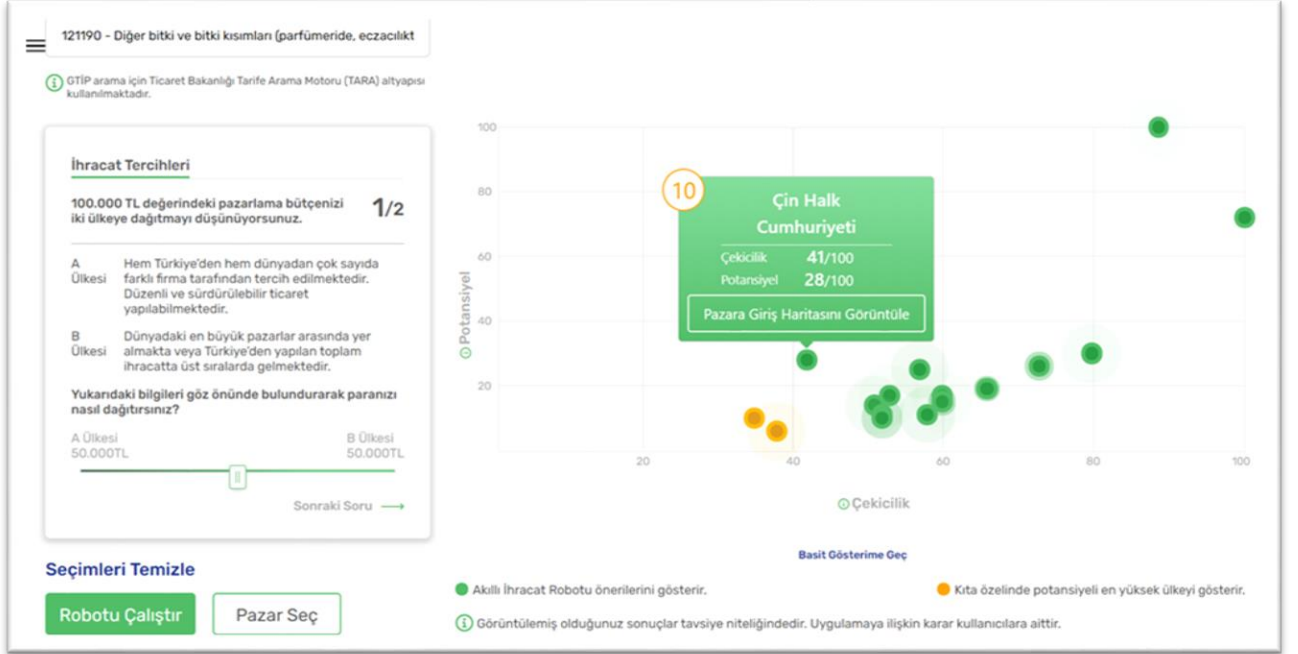 121190 - Diğer bitki ve bitki kısımları (parfümeride, eczacılıkt
GTİP arama için Ticaret Bakanlığı Tarife Arama Motoru (TARA) altyapısı
kullanılmaktadır.
İhracat Tercihleri
100.000 TL değerindeki pazarlama bütçenizi
iki ülkeye dağıtmayı düşünüyorsunuz.
1/2
A
Ülkesi
Hem Türkiye'den hem dünyadan çok sayıda
farklı firma tarafından tercih edilmektedir.
Düzenli ve sürdürülebilir ticaret
yapılabilmektedir.
B
Ülkesi
Dünyadaki en büyük pazarlar arasında yer
almakta veya Türkiye'den yapılan toplam
ihracatta üst sıralarda gelmektedir.
Yukarıdaki bilgileri göz önünde bulundurarak paranızı
nasıl dağıtırsınız?
A Ülkesi
50.000TL
B Ülkesi
50.000TL
Sonraki Soru →
Seçimleri Temizle
Robotu Çalıştır
Pazar Seç
100
80
60
40
20
Potansiyel
10
Çin Halk
Cumhuriyeti
Çekicilik 41/100
Potansiyel 28/100
Pazara Giriş Haritasını Görüntüle
20
40
60
80
100
Çekicilik
Basit Gösterime Geç
Akıllı İhracat Robotu önerilerini gösterir.
Kıta özelinde potansiyeli en yüksek ülkeyi gösterir.
Görüntülemiş olduğunuz sonuçlar tavsiye niteliğindedir. Uygulamaya ilişkin karar kullanıcılara aittir.